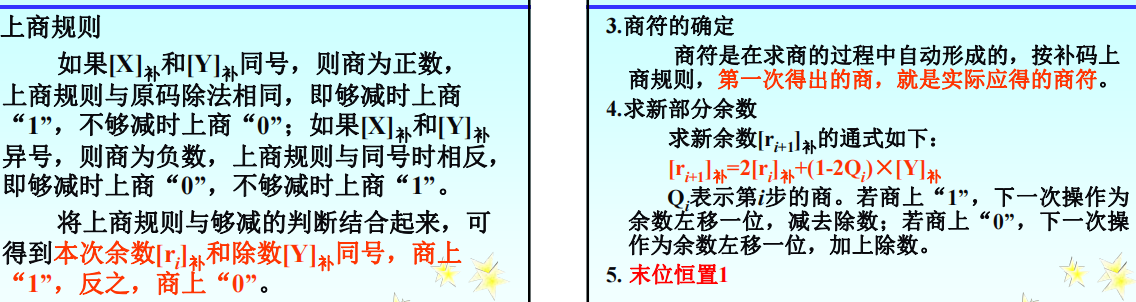 上商规则
如果[X]补和[Y]补同号，则商为正数，
上商规则与原码除法相同，即够减时上商
“1”，不够减时上商“0”；如果[X]补和[Y]补
异号，则商为负数，上商规则与同号时相反，
即够减时上商“0”，不够减时上商“1”。
将上商规则与够减的判断结合起来，可
得到本次余数[ri]补和除数[Y]补同号，商上
“1”，反之，商上“0”。
3.商符的确定
商符是在求商的过程中自动形成的，按补码上
商规则，第一次得出的商，就是实际应得的商符。
4.求新部分余数
求新余数[ri+1]补的通式如下：
[ri+1]补=2[ri]补+(1-2Qi)×[Y]补
Qi表示第i步的商。若商上“1”，下一次操作为
余数左移一位，减去除数；若商上“0”，下一次操
作为余数左移一位，加上除数。
5. 末位恒置1